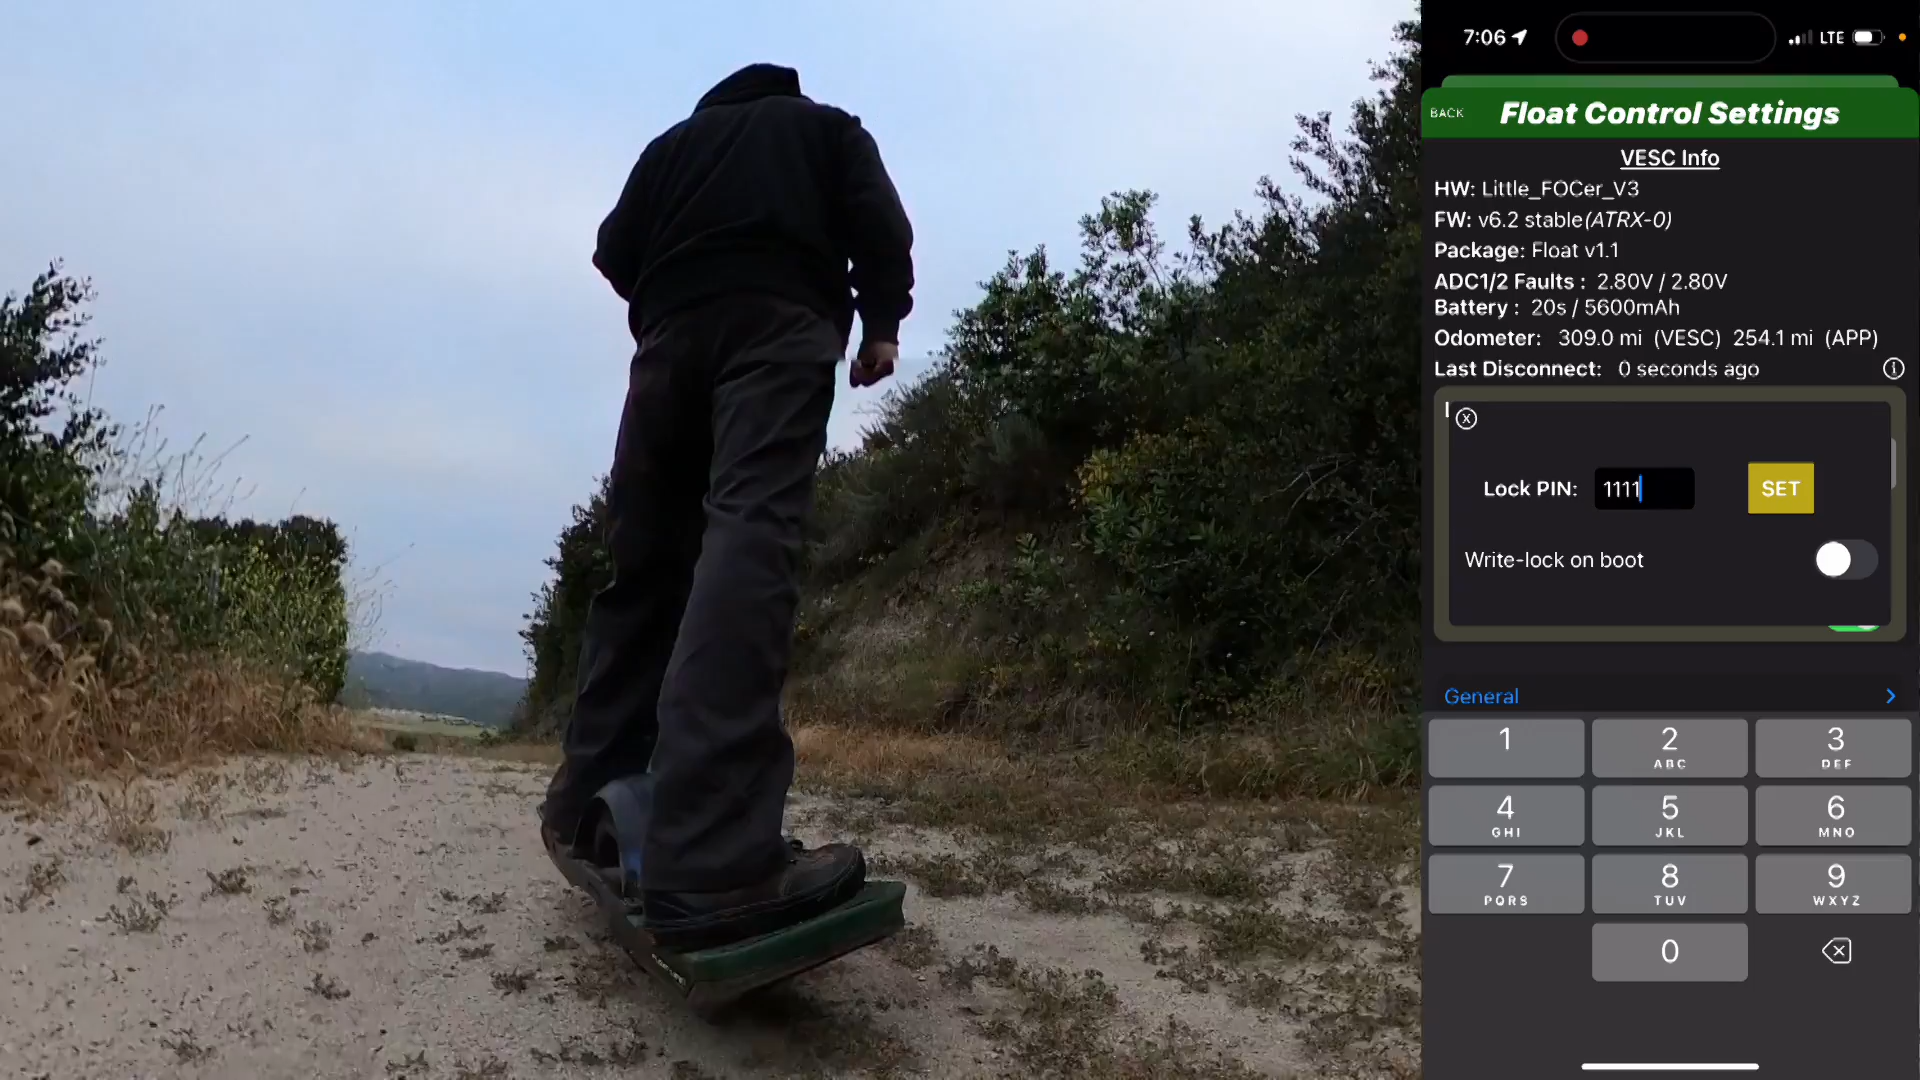 7:06 LTE
BACK Float Control Settings
VESC Info
HW: Little_FOCer_V3
FW: v6.2 stable(ATRX-0)
Package: Float v1.1
ADC1/2 Faults : 2.80V / 2.80V
Battery : 20s / 5600mAh
Odometer: 309.0 mi (VESC) 254.1 mi (APP)
Last Disconnect: 0 seconds ago
Lock PIN: 1111 SET
Write-lock on boot
General
1 2 3
ABC DEF
4 5 6
GHI JKL MNO
7 8 9
PQRS TUV WXYZ
0